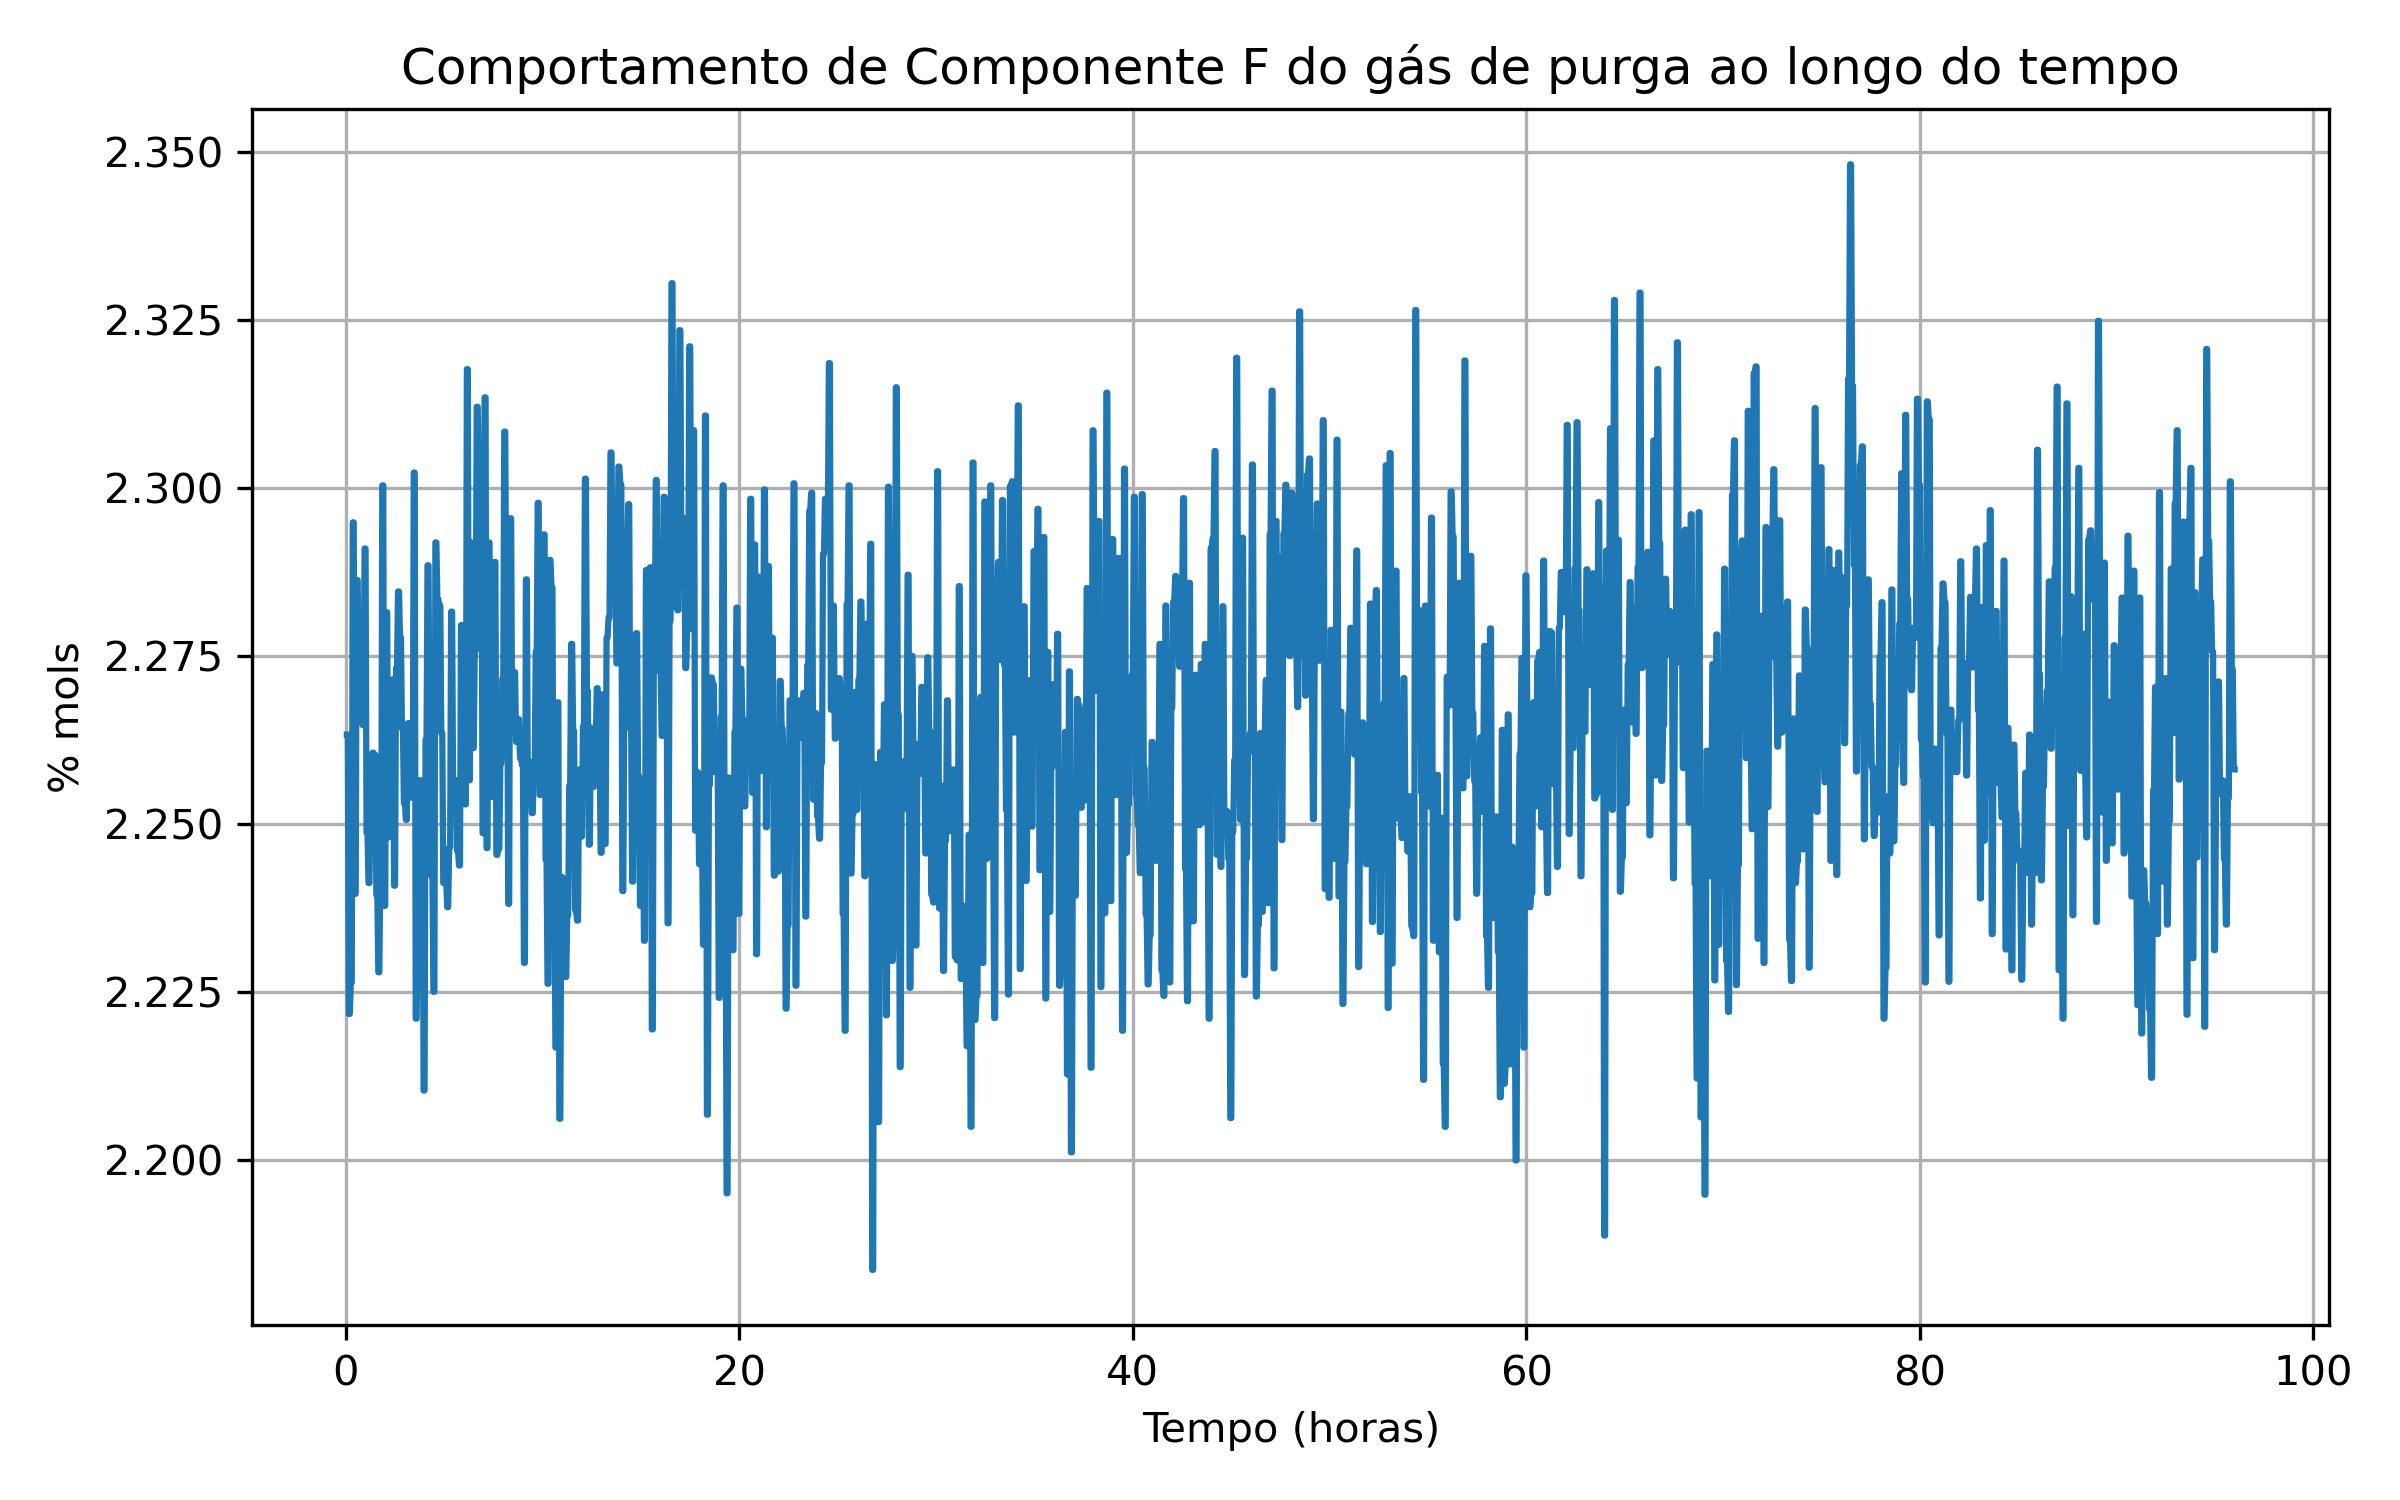 Comportamento de Componente F do gás de purga ao longo do tempo
% mols
2.350
2.325
2.300
2.275
2.250
2.225
2.200
0 20 40 60 80 100
Tempo (horas)